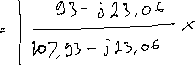 = | 93 - j23,06 / 107,93 - j23,06 ×